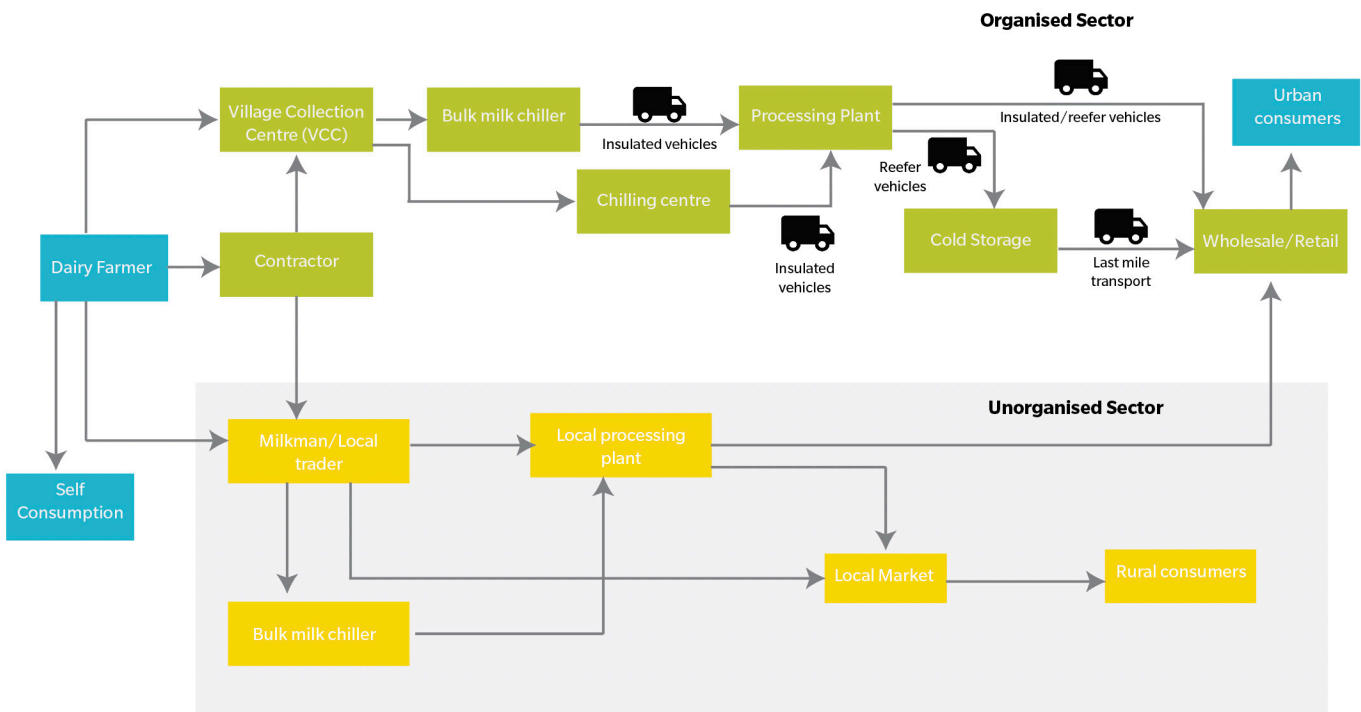 Organised Sector
Village Collection
Centre (VCC)
Bulk milk chiller
Insulated vehicles
Processing Plant
Insulated/reefer vehicles
Urban
consumers
Reefer
vehicles
Chilling centre
Insulated
vehicles
Cold Storage
Last mile
transport
Wholesale/Retail
Dairy Farmer
Contractor
Self
Consumption
Unorganised Sector
Milkman/Local
trader
Local processing
plant
Local Market
Rural consumers
Bulk milk chiller